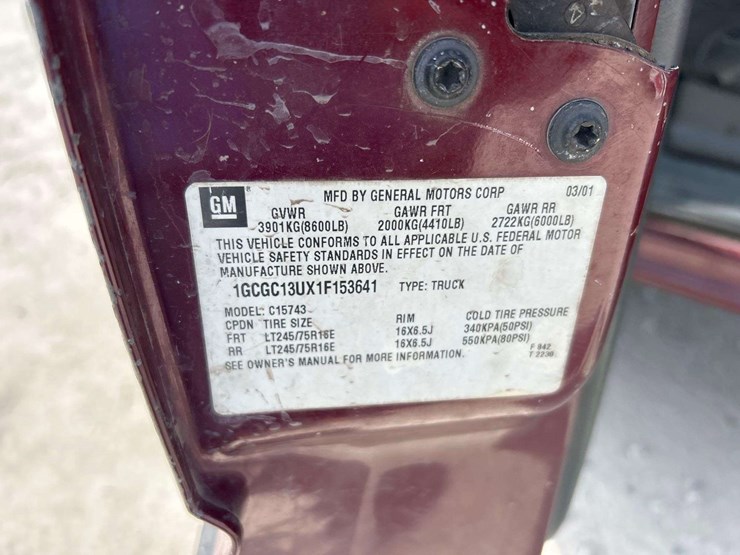 GM
MFD BY GENERAL MOTORS CORP 03/01
GVWR GAWR FRT GAWR RR
3901KG(8600LB) 2000KG(4410LB) 2722KG(6000LB)
THIS VEHICLE CONFORMS TO ALL APPLICABLE U.S. FEDERAL MOTOR
VEHICLE SAFETY STANDARDS IN EFFECT ON THE DATE OF
MANUFACTURE SHOWN ABOVE.
1GCGC13UX1F153641 TYPE: TRUCK
MODEL: C15743
CPDN TIRE SIZE RIM COLD TIRE PRESSURE
FRT LT245/75R16E 16X6.5J 340KPA(50PSI)
RR LT245/75R16E 16X6.5J 550KPA(80PSI)
SEE OWNER'S MANUAL FOR MORE INFORMATION.
F 942
T 2230